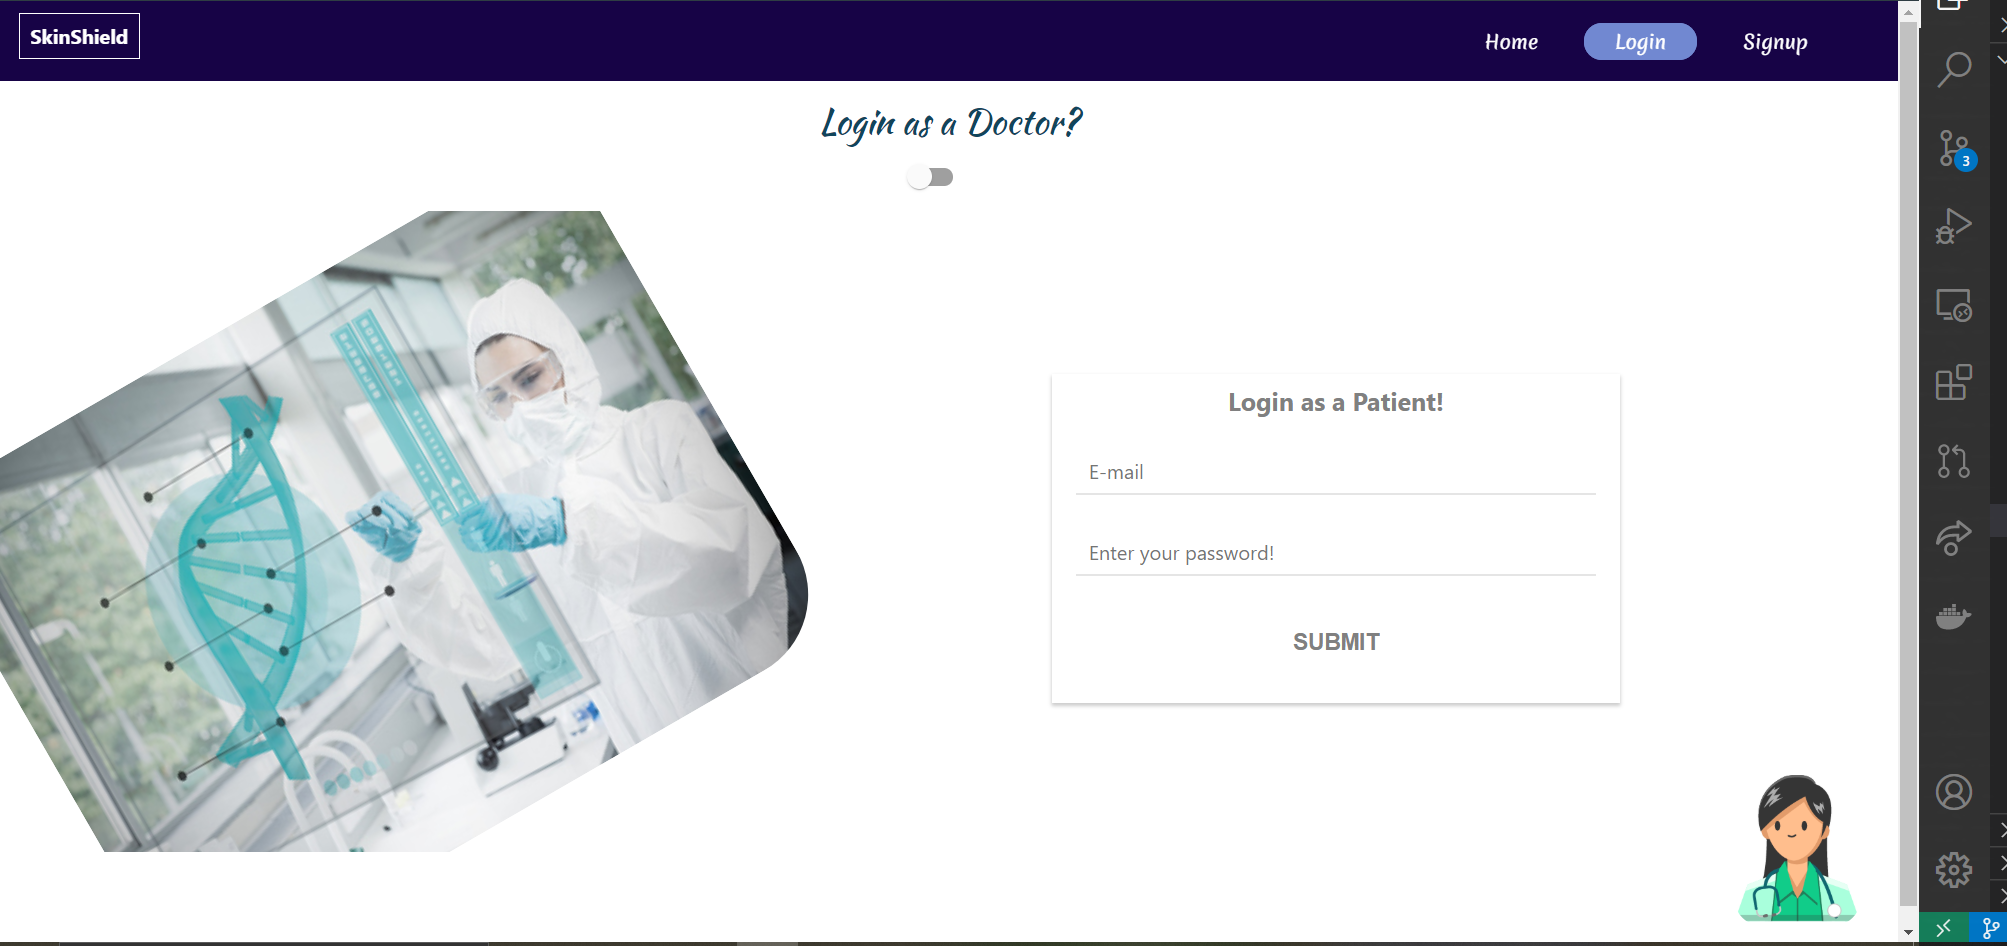 SkinShield
Home
Login
Signup
Login as a Doctor?
Login as a Patient!
E-mail
Enter your password!
SUBMIT
3